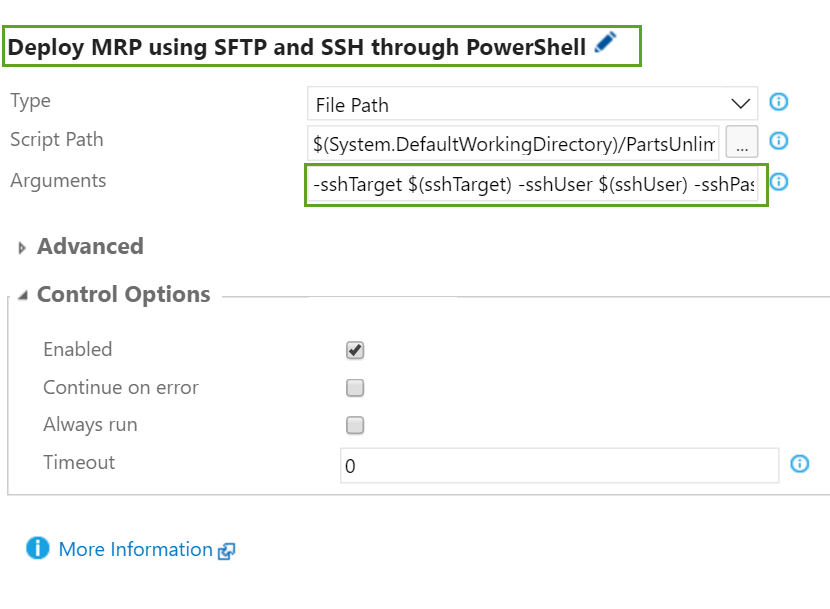 Deploy MRP using SFTP and SSH through PowerShell
Type
File Path
Script Path
$(System.DefaultWorkingDirectory)/PartsUnlim
...
Arguments
-sshTarget $(sshTarget) -sshUser $(sshUser) -sshPas
Advanced
Control Options
Enabled
Continue on error
Always run
Timeout
0
More Information